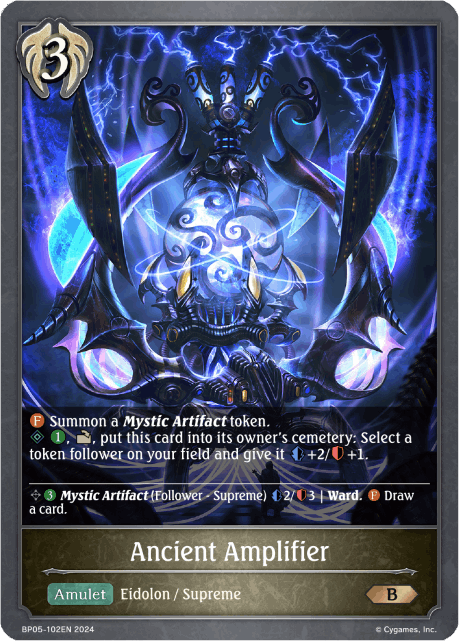 3
F Summon a Mystic Artifact token.
1, , put this card into its owner's cemetery: Select a
token follower on your field and give it +2/ +1.
3 Mystic Artifact (Follower - Supreme) 2/ 3 | Ward. F Draw
a card.
Ancient Amplifier
Amulet Eidolon / Supreme B
BP05-102EN 2024 © Cygames, Inc.